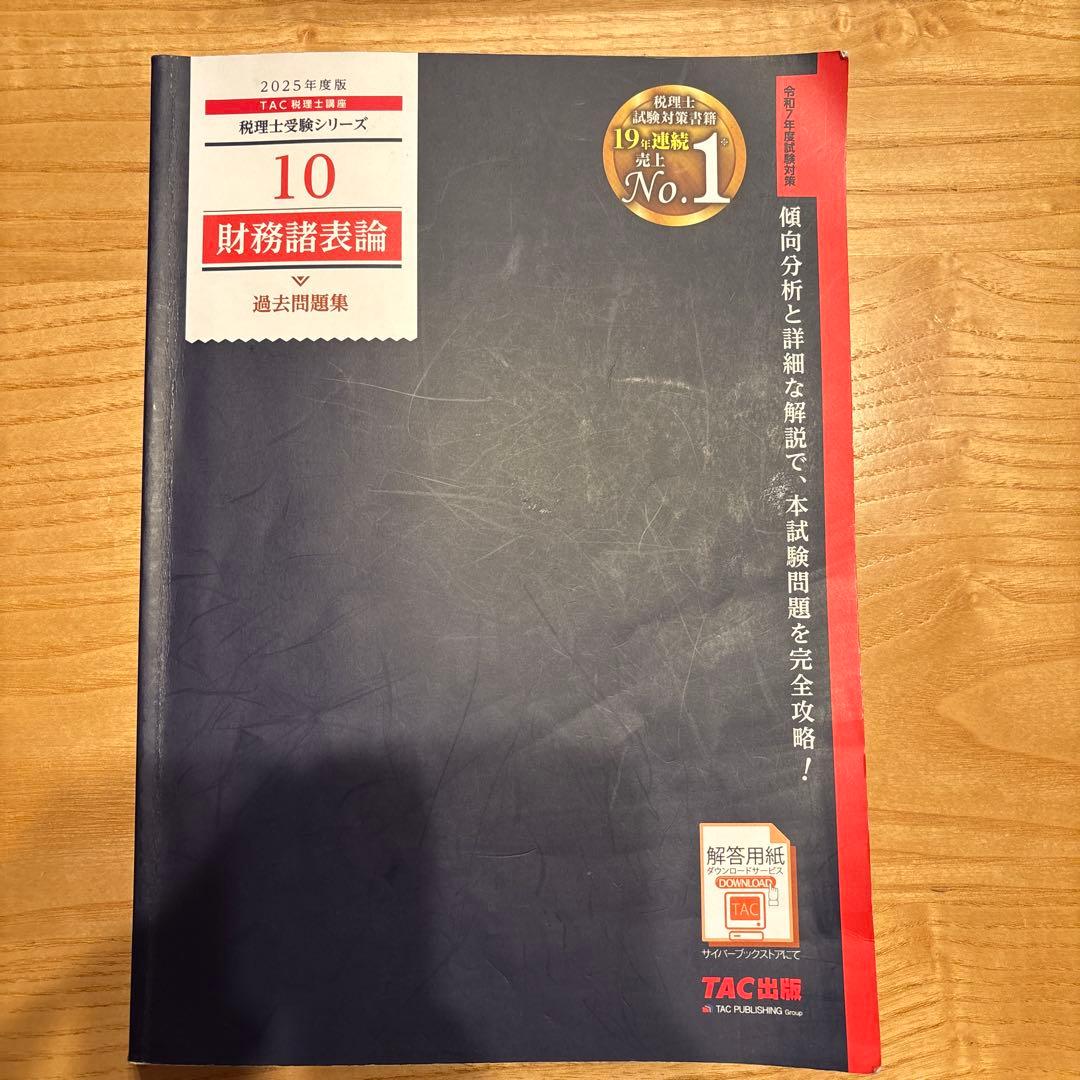 2025年度版
TAC 税理士講座
税理士受験シリーズ
10
財務諸表論
過去問題集
税理士
試験対策書籍
19年連続
売上
No.1※
令和7年度試験対策
傾向分析と詳細な解説で、本試験問題を完全攻略！
解答用紙
ダウンロードサービス
DOWNLOAD
TAC
サイバーブックストアにて
TAC出版
TAC PUBLISHING Group